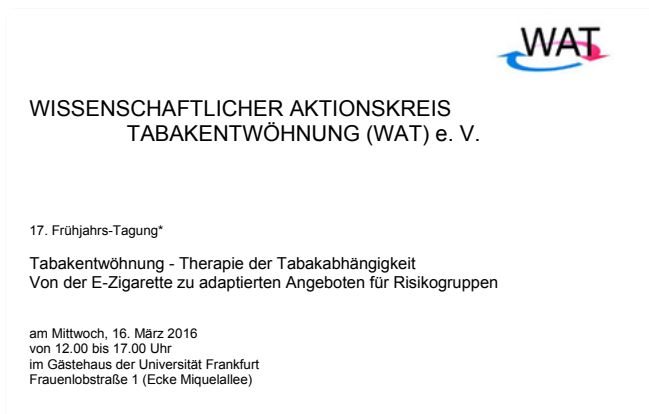 WAT
WISSENSCHAFTLICHER AKTIONSKREIS
TABAKENTWÖHNUNG (WAT) e. V.
17. Frühjahrs-Tagung*
Tabakentwöhnung - Therapie der Tabakabhängigkeit
Von der E-Zigarette zu adaptierten Angeboten für Risikogruppen
am Mittwoch, 16. März 2016
von 12.00 bis 17.00 Uhr
im Gästehaus der Universität Frankfurt
Frauenlobstraße 1 (Ecke Miquelallee)